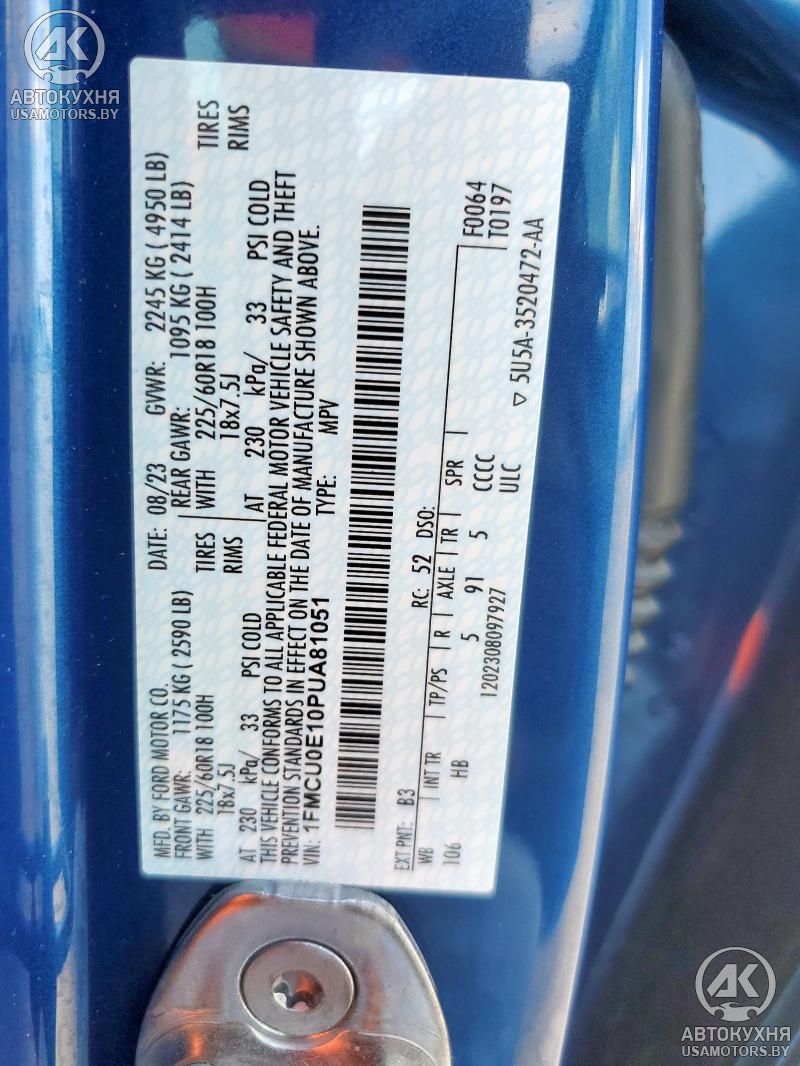 АК
АВТОКУХНЯ
USAMOTORS.BY
MFD. BY FORD MOTOR CO.
DATE: 08/23 GVWR: 2245 KG ( 4950 LB)
FRONT GAWR: 1175 KG ( 2590 LB) REAR GAWR: 1095 KG ( 2414 LB)
WITH 225/60R18 100H TIRES WITH 225/60R18 100H TIRES
18x7.5J RIMS 18x7.5J RIMS
AT 230 kPa/ 33 PSI COLD AT 230 kPa/ 33 PSI COLD
THIS VEHICLE CONFORMS TO ALL APPLICABLE FEDERAL MOTOR VEHICLE SAFETY AND THEFT
PREVENTION STANDARDS IN EFFECT ON THE DATE OF MANUFACTURE SHOWN ABOVE.
VIN: 1FMCU0E10PUA81051 TYPE: MPV
EXT PNT: B3 RC: 52 DSO:
WB INT TR TP/PS R AXLE TR SPR F0064
106 HB 5 91 5 CCCC T0197
ULC
1202308097927 ▽ 5U5A-3520472-AA
АК
АВТОКУХНЯ
USAMOTORS.BY